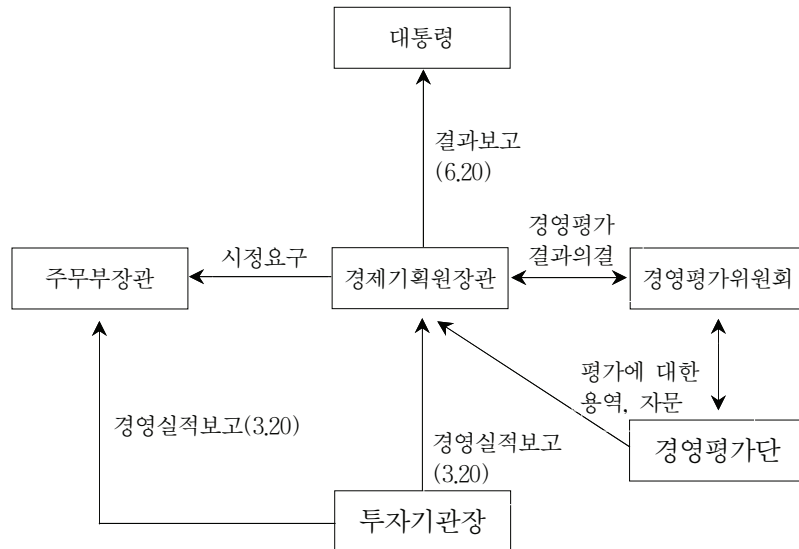 대통령
결과보고
(6.20)
경영평가
결과의결
시정요구
주무부장관
경제기획원장관
경영평가위원회
평가에 대한
용역, 자문
경영실적보고(3.20)
경영실적보고
(3.20)
경영평가단
투자기관장